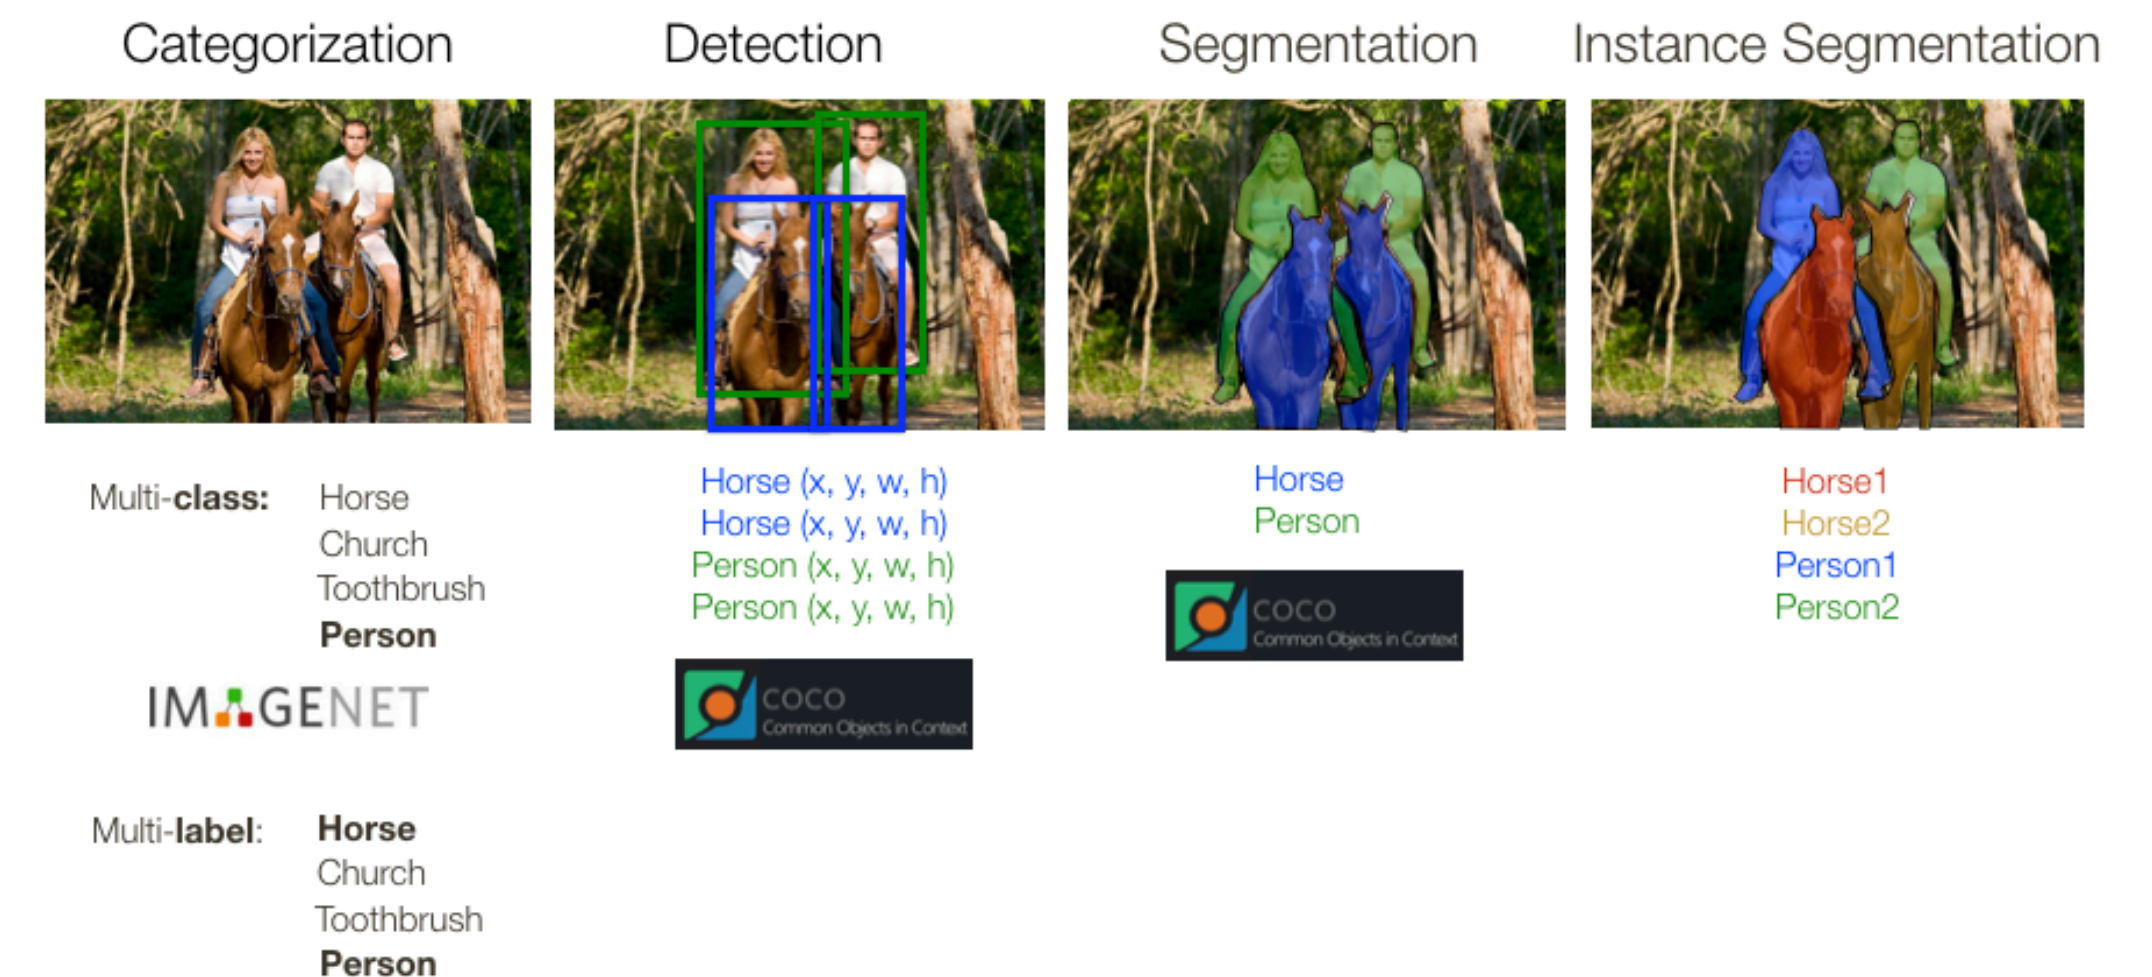 Categorization
Multi-class: Horse
Church
Toothbrush
Person
IMAGENET
Multi-label: Horse
Church
Toothbrush
Person
Detection
Horse (x, y, w, h)
Horse (x, y, w, h)
Person (x, y, w, h)
Person (x, y, w, h)
COCO
Common Objects in Context
Segmentation
Horse
Person
COCO
Common Objects in Context
Instance Segmentation
Horse1
Horse2
Person1
Person2